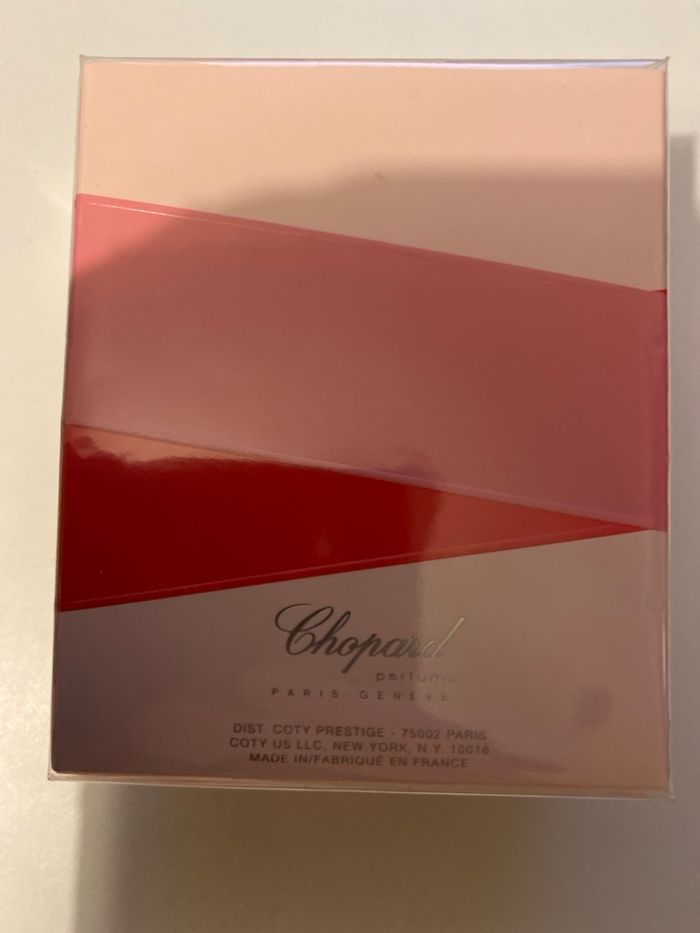 Chopard
parfums
PARIS - GENÈVE
DIST. COTY PRESTIGE - 75002 PARIS
COTY US LLC, NEW YORK, N.Y. 10016
MADE IN/FABRIQUÉ EN FRANCE